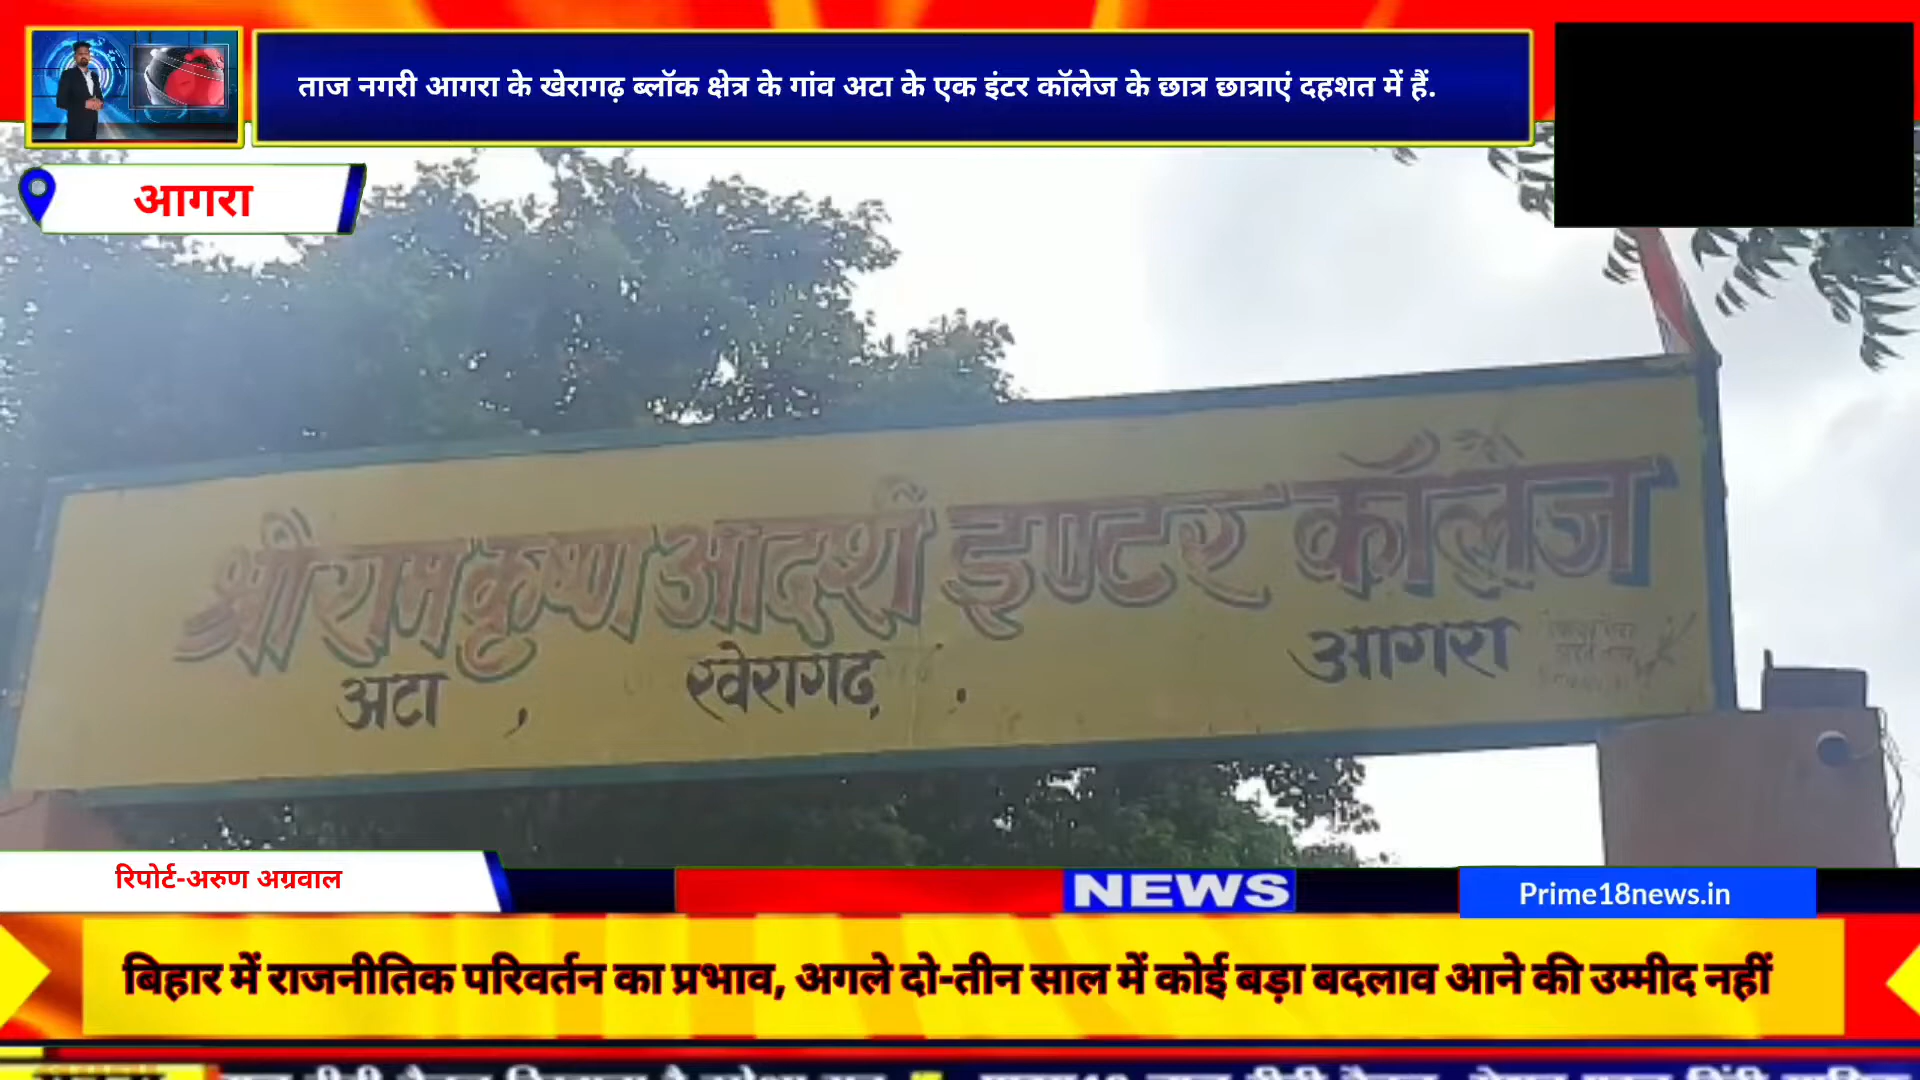 ताज नगरी आगरा के खेरागढ़ ब्लॉक क्षेत्र के गांव अटा के एक इंटर कॉलेज के छात्र छात्राएं दहशत में हैं.
आगरा
श्री राम कृष्ण आदर्श इण्टर कॉलेज
अटा , खेरागढ़ . आगरा
रिपोर्ट-अरुण अग्रवाल
NEWS
Prime18news.in
बिहार में राजनीतिक परिवर्तन का प्रभाव, अगले दो-तीन साल में कोई बड़ा बदलाव आने की उम्मीद नहीं